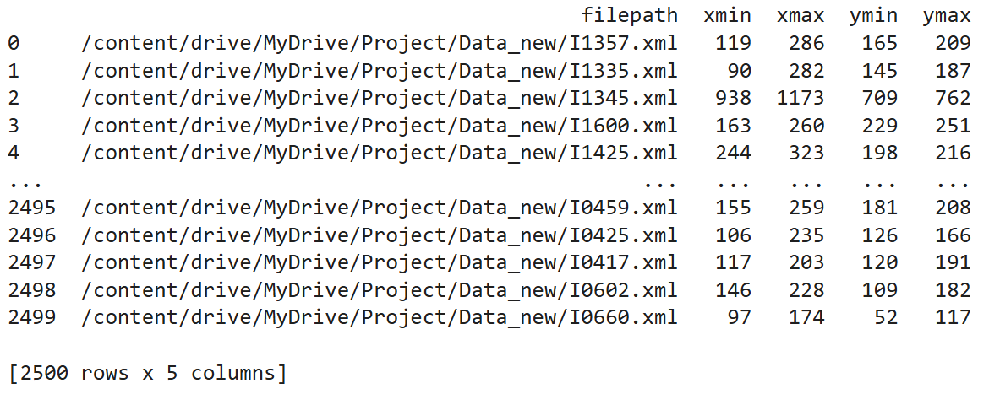 filepath xmin xmax ymin ymax
0 /content/drive/MyDrive/Project/Data_new/I1357.xml 119 286 165 209
1 /content/drive/MyDrive/Project/Data_new/I1335.xml 90 282 145 187
2 /content/drive/MyDrive/Project/Data_new/I1345.xml 938 1173 709 762
3 /content/drive/MyDrive/Project/Data_new/I1600.xml 163 260 229 251
4 /content/drive/MyDrive/Project/Data_new/I1425.xml 244 323 198 216
... ... ... ... ... ...
2495 /content/drive/MyDrive/Project/Data_new/I0459.xml 155 259 181 208
2496 /content/drive/MyDrive/Project/Data_new/I0425.xml 106 235 126 166
2497 /content/drive/MyDrive/Project/Data_new/I0417.xml 117 203 120 191
2498 /content/drive/MyDrive/Project/Data_new/I0602.xml 146 228 109 182
2499 /content/drive/MyDrive/Project/Data_new/I0660.xml 97 174 52 117
[2500 rows x 5 columns]